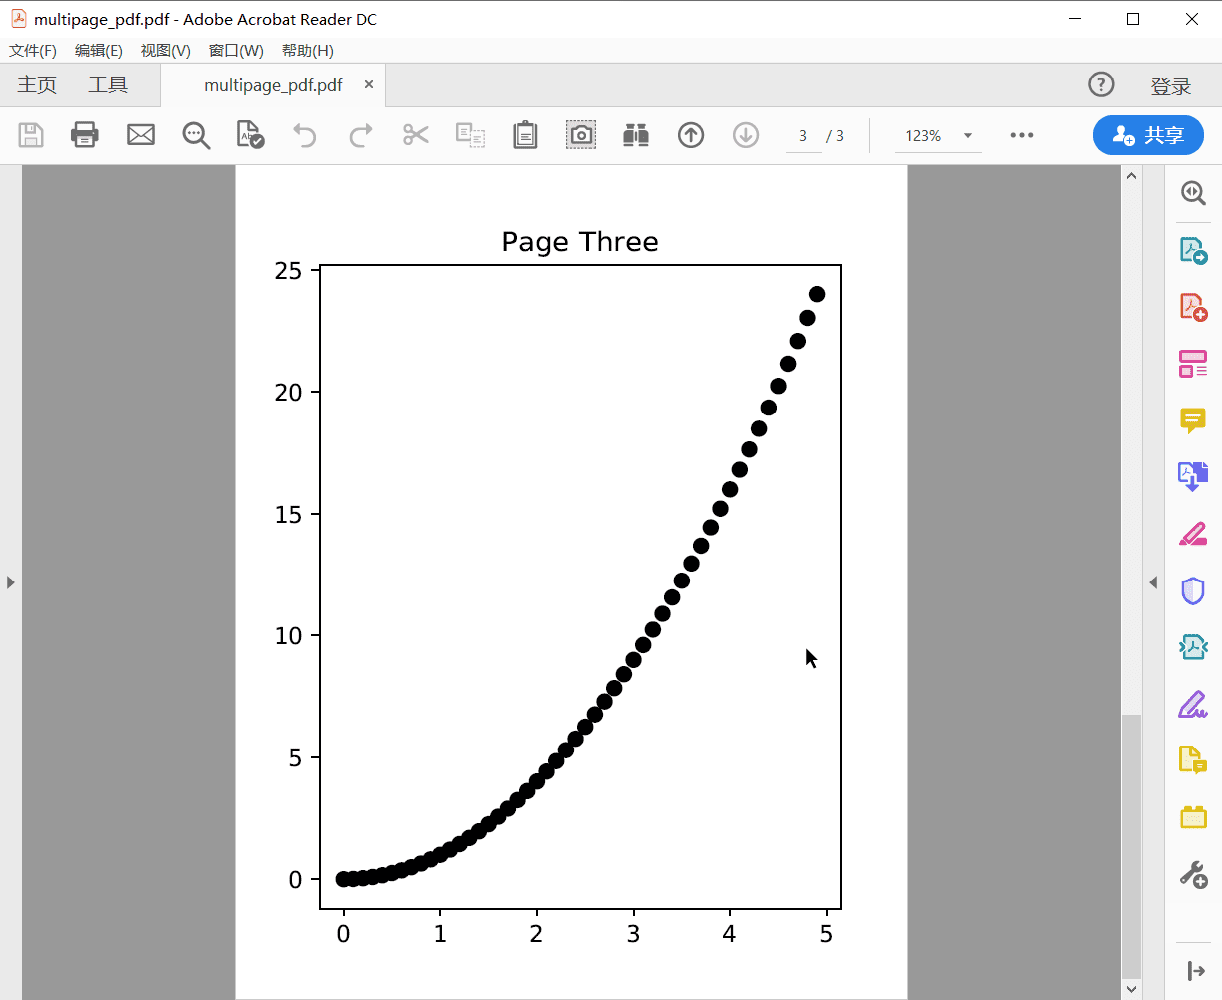 multipage_pdf.pdf - Adobe Acrobat Reader DC
文件(F) 编辑(E) 视图(V) 窗口(W) 帮助(H)
主页 工具 multipage_pdf.pdf × ? 登录
3 / 3 123% 共享
Page Three
25
20
15
10
5
0
0 1 2 3 4 5